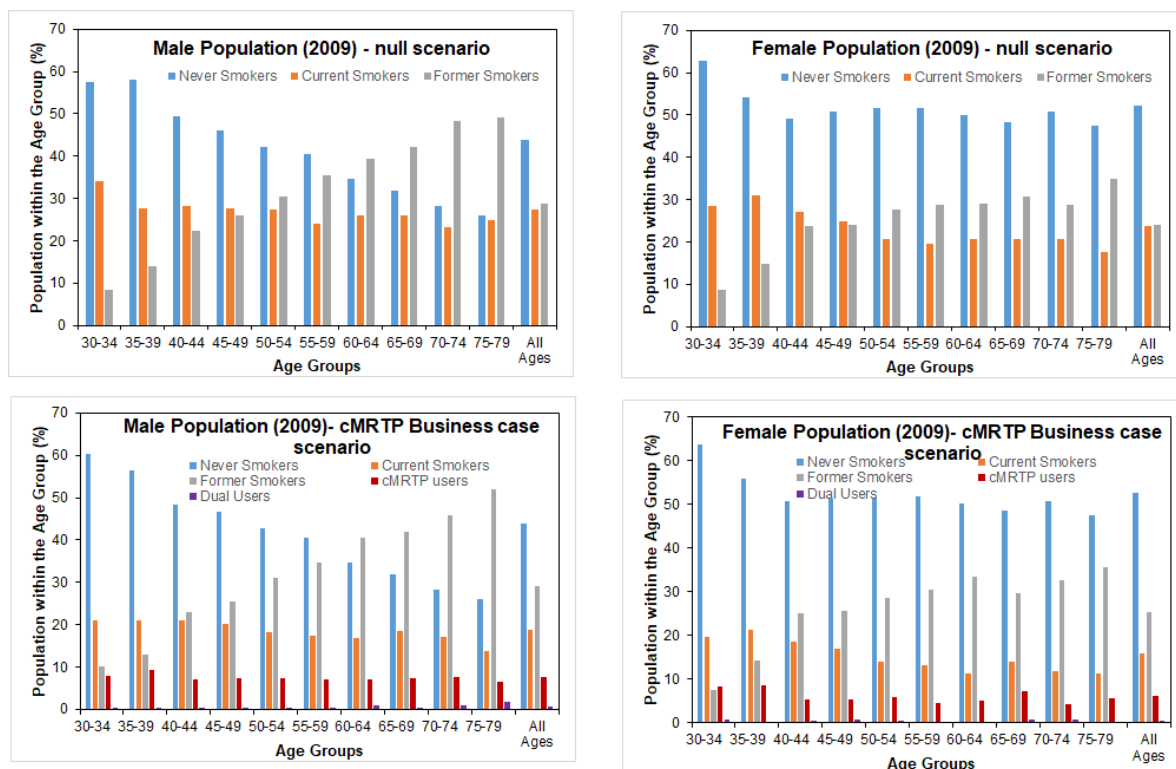 Male Population (2009) - null scenario
Never Smokers Current Smokers Former Smokers
Population within the Age Group (%)
70
60
50
40
30
20
10
0
30-34 35-39 40-44 45-49 50-54 55-59 60-64 65-69 70-74 75-79 All
Ages
Age Groups
Female Population (2009) - null scenario
Never Smokers Current Smokers Former Smokers
Population within the Age Group (%)
70
60
50
40
30
20
10
0
30-34 35-39 40-44 45-49 50-54 55-59 60-64 65-69 70-74 75-79 All
Ages
Age Groups
Male Population (2009)- cMRTP Business case
scenario
Never Smokers Current Smokers
Former Smokers cMRTP users
Dual Users
Population within the Age Group (%)
70
60
50
40
30
20
10
0
30-34 35-39 40-44 45-49 50-54 55-59 60-64 65-69 70-74 75-79 All
Ages
Age Groups
Female Population (2009)- cMRTP Business case
scenario
Never Smokers Current Smokers
Former Smokers cMRTP users
Dual Users
Population within the Age Group (%)
70
60
50
40
30
20
10
0
30-34 35-39 40-44 45-49 50-54 55-59 60-64 65-69 70-74 75-79 All
Ages
Age Groups